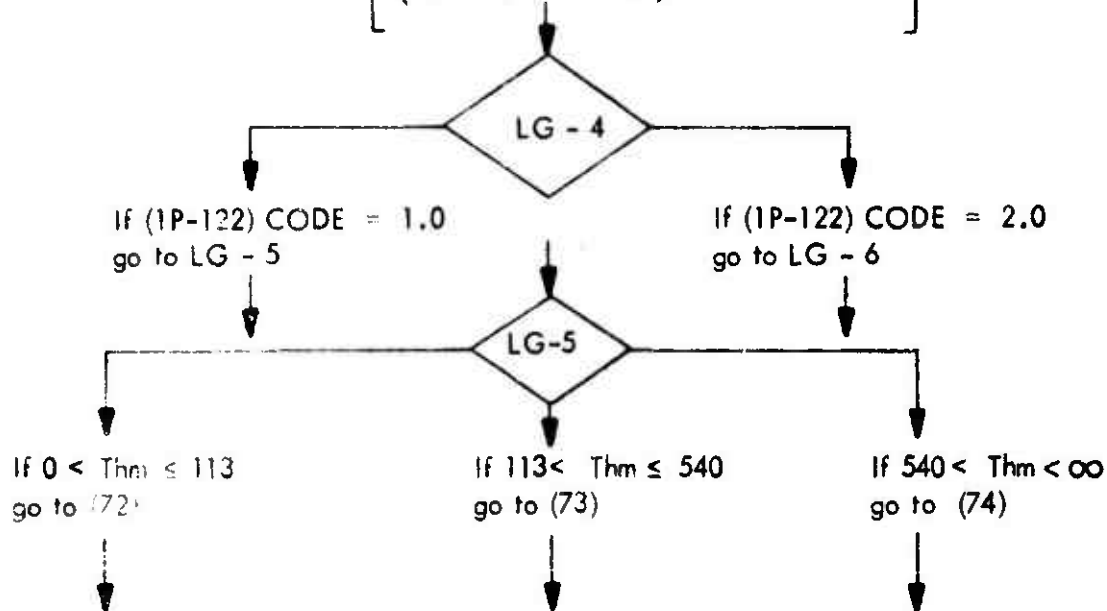 LG - 4
If (1P-122) CODE = 1.0
go to LG - 5
If (1P-122) CODE = 2.0
go to LG - 6
LG-5
If 0 < Thm ≤ 113
go to (72)
If 113< Thm ≤ 540
go to (73)
If 540 < Thm < ∞
go to (74)